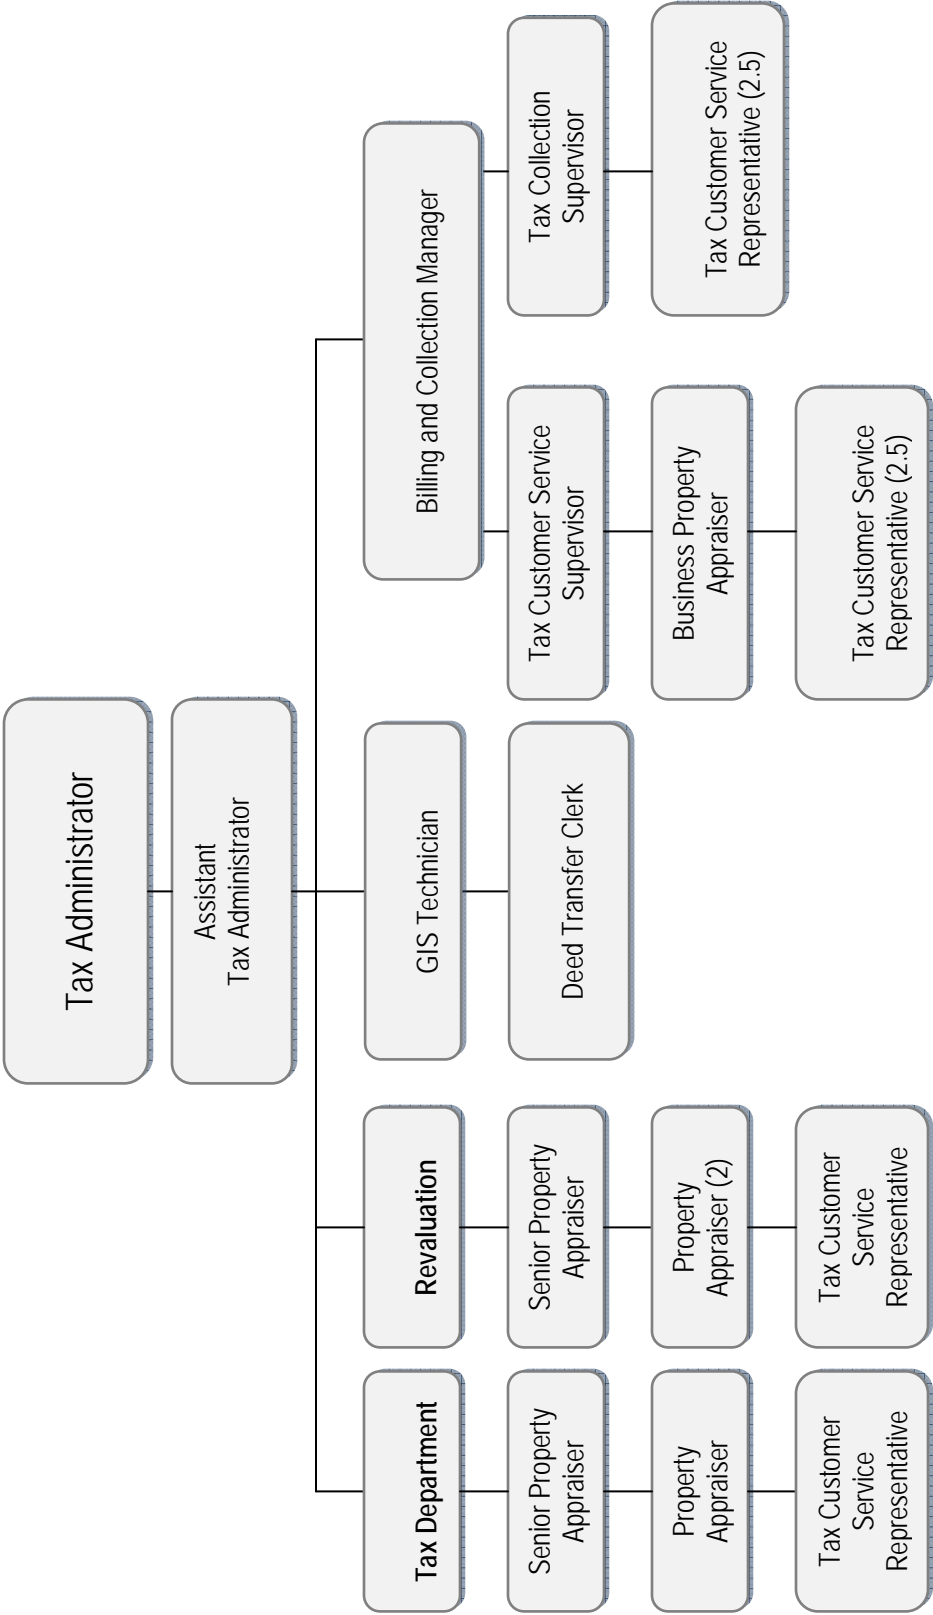 Tax Administrator
Assistant
Tax Administrator
Tax Department
Revaluation
GIS Technician
Billing and Collection Manager
Senior Property
Appraiser
Senior Property
Appraiser
Deed Transfer Clerk
Tax Customer Service
Supervisor
Tax Collection
Supervisor
Property
Appraiser
Property
Appraiser (2)
Business Property
Appraiser
Tax Customer Service
Representative (2.5)
Tax Customer
Service
Representative
Tax Customer
Service
Representative
Tax Customer Service
Representative (2.5)